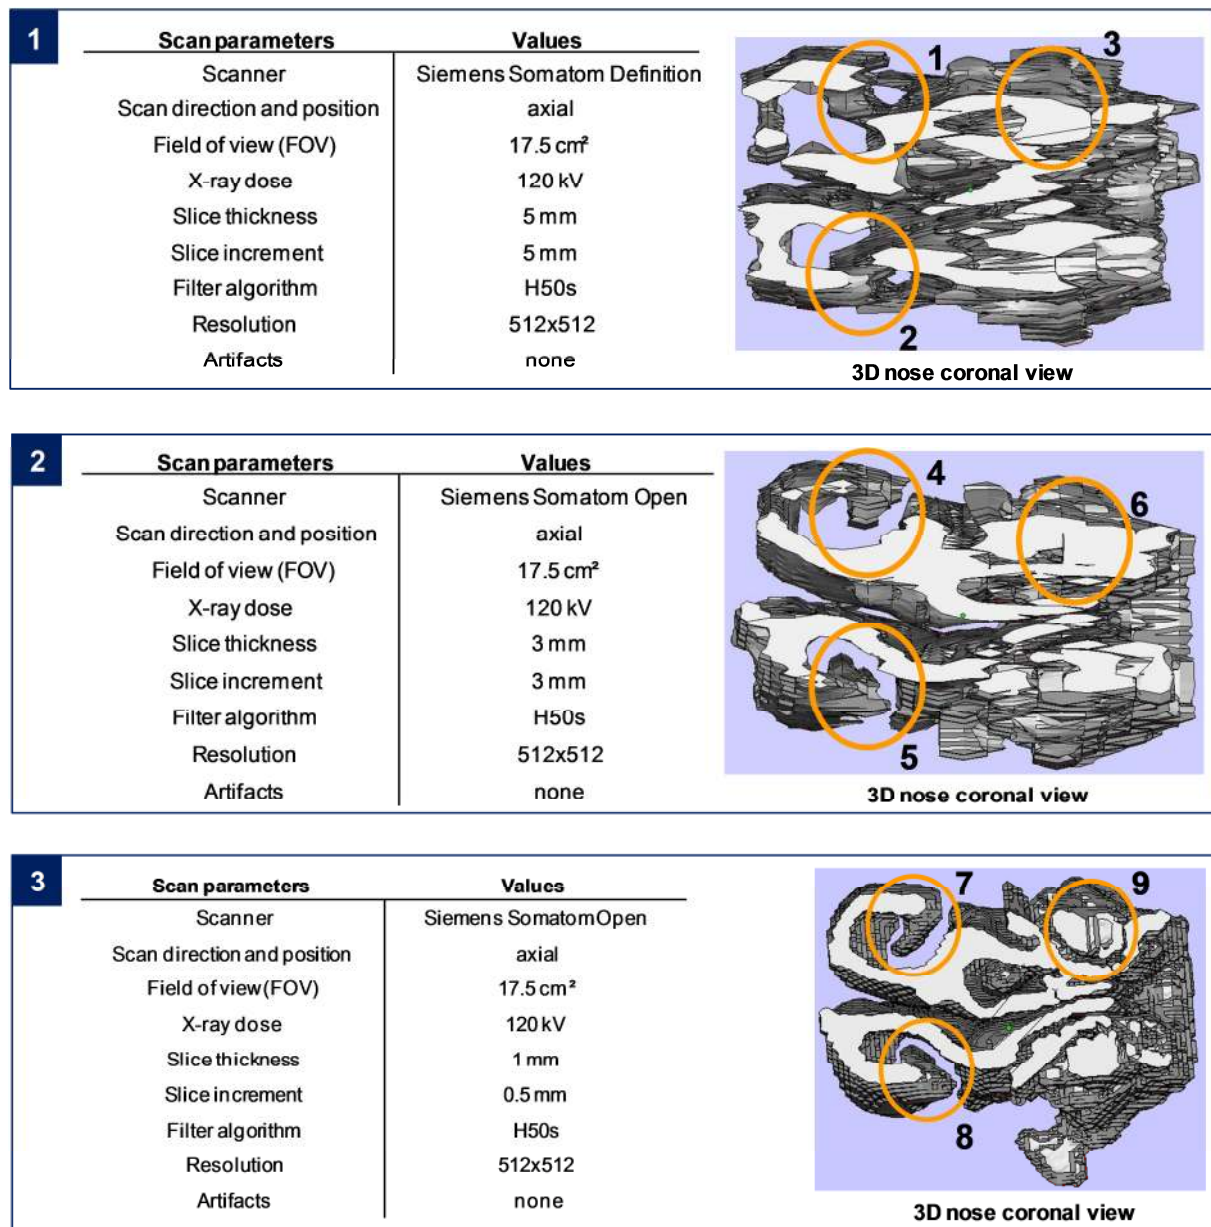 1
Scan parameters Values
Scanner Siemens Somatom Definition
Scan direction and position axial
Field of view (FOV) 17.5 cm²
X-ray dose 120 kV
Slice thickness 5 mm
Slice increment 5 mm
Filter algorithm H50s
Resolution 512x512
Artifacts none
1
3
2
3D nose coronal view
2
Scan parameters Values
Scanner Siemens Somatom Open
Scan direction and position axial
Field of view (FOV) 17.5 cm²
X-ray dose 120 kV
Slice thickness 3 mm
Slice increment 3 mm
Filter algorithm H50s
Resolution 512x512
Artifacts none
4
6
5
3D nose coronal view
3
Scan parameters Values
Scanner Siemens Somatom Open
Scan direction and position axial
Field of view (FOV) 17.5 cm²
X-ray dose 120 kV
Slice thickness 1 mm
Slice increment 0.5 mm
Filter algorithm H50s
Resolution 512x512
Artifacts none
7
9
8
3D nose coronal view